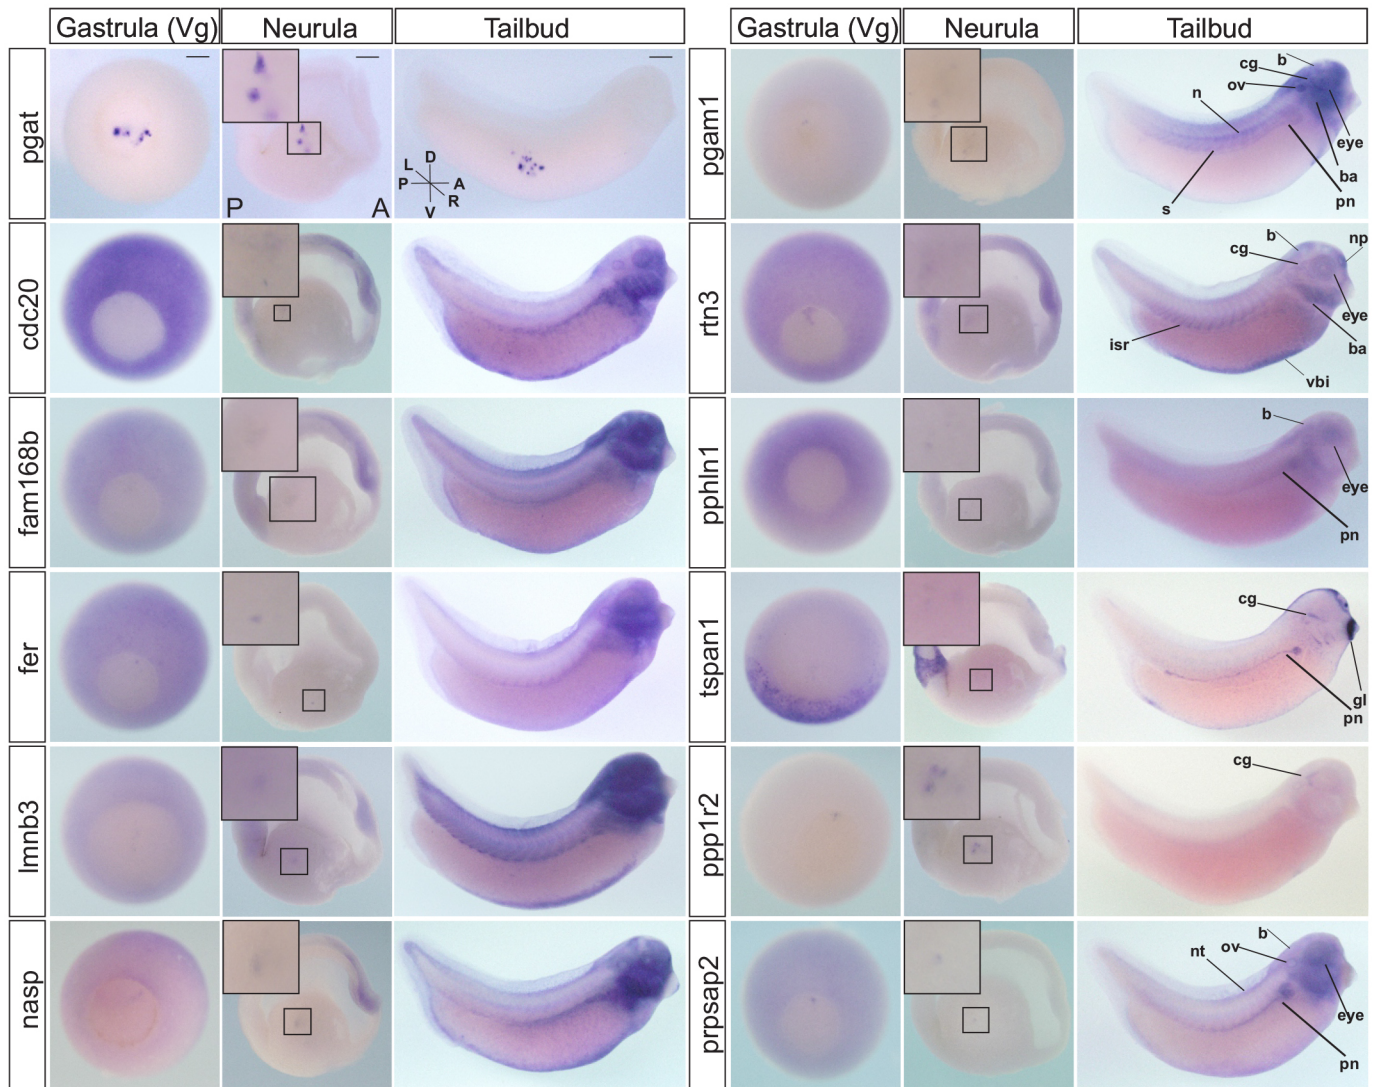 Gastrula (Vg) Neurula Tailbud Gastrula (Vg) Neurula Tailbud
pgat
P A
D
L
P A
R
V
pgam1
b
cg
ov
n
eye
ba
pn
s
cdc20
rtn3
b
np
cg
eye
isr
ba
vbi
fam168b
pphln1
b
eye
pn
fer
tspan1
cg
gl
pn
lmnb3
ppp1r2
cg
nasp
prpsap2
b
ov
nt
eye
pn